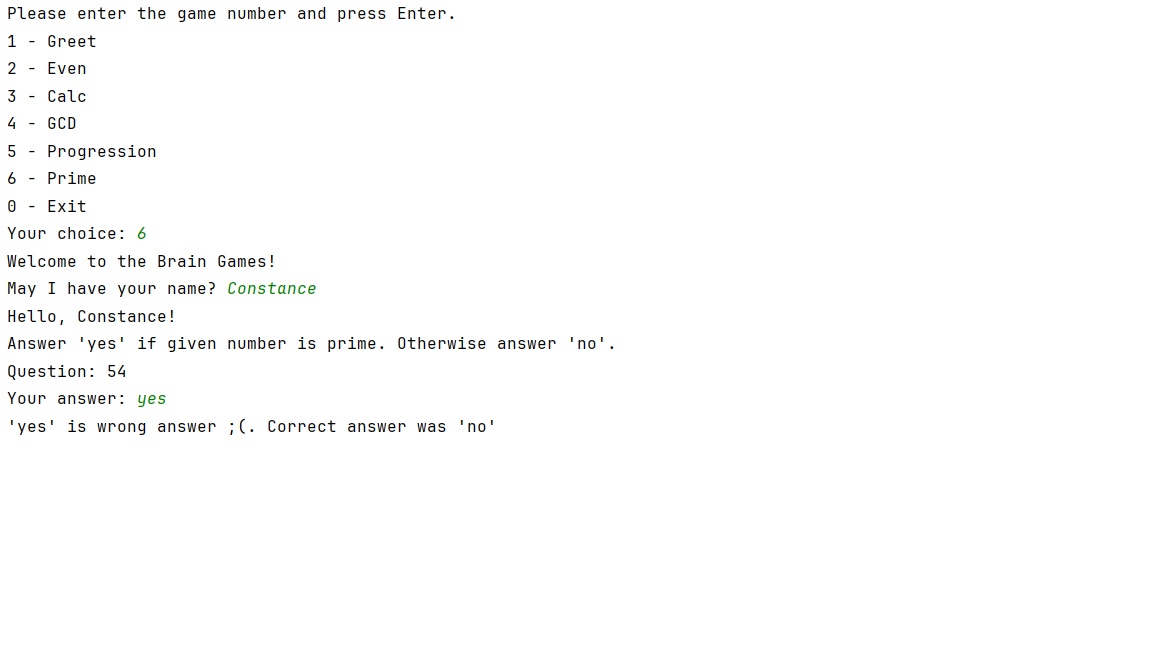 Please enter the game number and press Enter.
1 - Greet
2 - Even
3 - Calc
4 - GCD
5 - Progression
6 - Prime
0 - Exit
Your choice: 6
Welcome to the Brain Games!
May I have your name? Constance
Hello, Constance!
Answer 'yes' if given number is prime. Otherwise answer 'no'.
Question: 54
Your answer: yes
'yes' is wrong answer ;(. Correct answer was 'no'